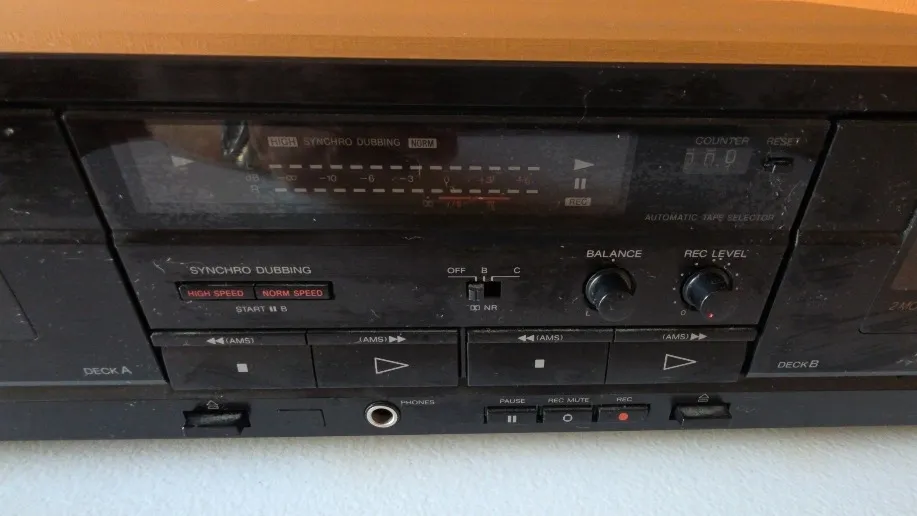 HIGH SYNCHRO DUBBING NORM
COUNTER RESET
L
dB -∞ -10 -6 -3 0 +3
R
REC
AUTOMATIC TAPE SELECTOR
SYNCHRO DUBBING
HIGH SPEED NORM SPEED
START B
OFF B C
NR
BALANCE
L
REC LEVEL
0
(AMS) (AMS) (AMS) (AMS)
DECK A
DECK B
PHONES
PAUSE REC MUTE REC